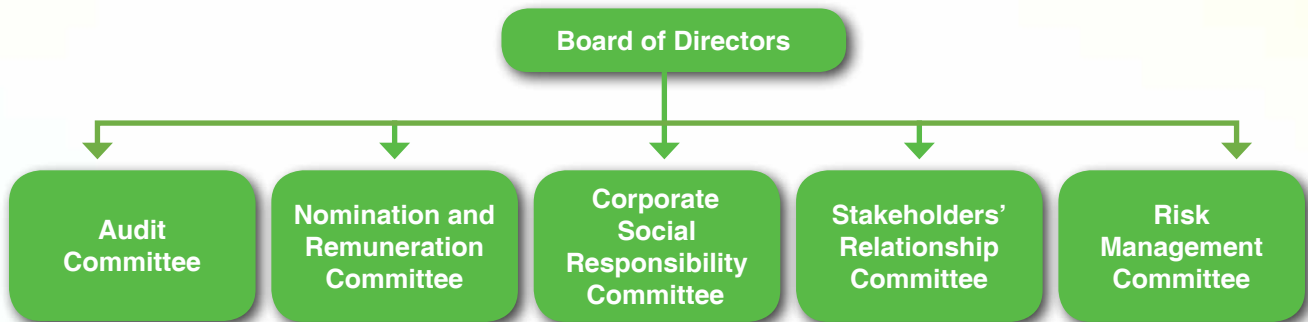 Board of Directors
Audit
Committee
Nomination and
Remuneration
Committee
Corporate
Social
Responsibility
Committee
Stakeholders’
Relationship
Committee
Risk
Management
Committee